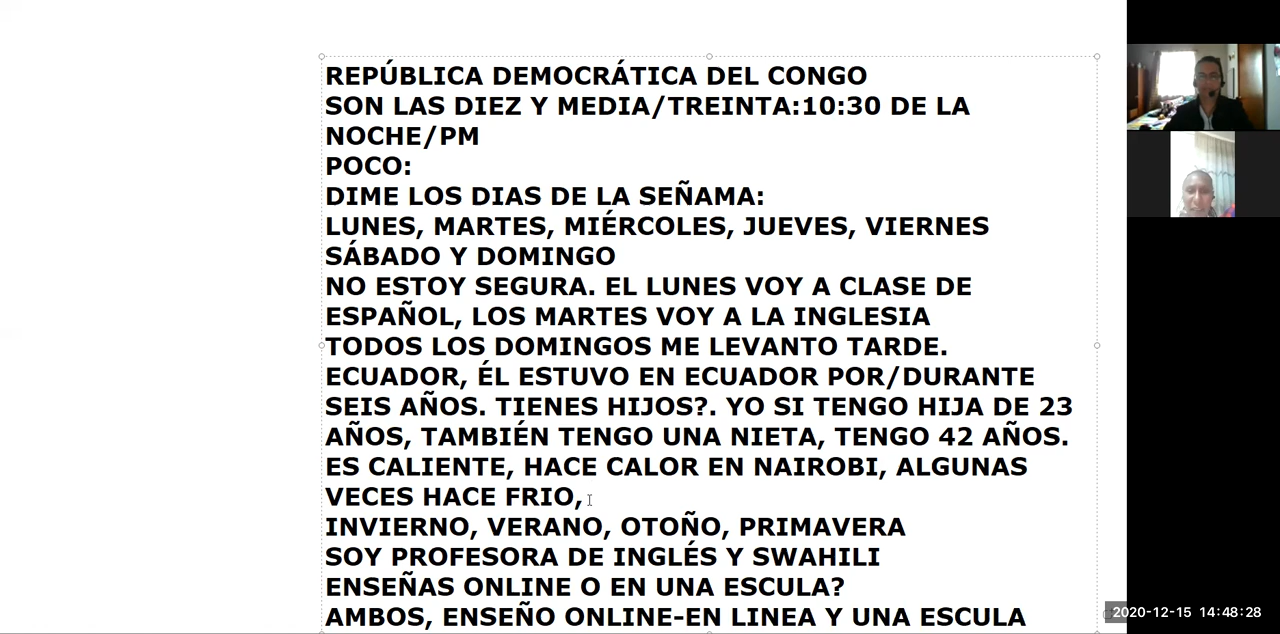 REPÚBLICA DEMOCRÁTICA DEL CONGO
SON LAS DIEZ Y MEDIA/TREINTA:10:30 DE LA
NOCHE/PM
POCO:
DIME LOS DIAS DE LA SEÑAMA:
LUNES, MARTES, MIÉRCOLES, JUEVES, VIERNES
SÁBADO Y DOMINGO
NO ESTOY SEGURA. EL LUNES VOY A CLASE DE
ESPAÑOL, LOS MARTES VOY A LA INGLESIA
TODOS LOS DOMINGOS ME LEVANTO TARDE.
ECUADOR, ÉL ESTUVO EN ECUADOR POR/DURANTE
SEIS AÑOS. TIENES HIJOS?. YO SI TENGO HIJA DE 23
AÑOS, TAMBIÉN TENGO UNA NIETA, TENGO 42 AÑOS.
ES CALIENTE, HACE CALOR EN NAIROBI, ALGUNAS
VECES HACE FRIO,
INVIERNO, VERANO, OTOÑO, PRIMAVERA
SOY PROFESORA DE INGLÉS Y SWAHILI
ENSEÑAS ONLINE O EN UNA ESCULA?
AMBOS, ENSEÑO ONLINE-EN LINEA Y UNA ESCULA
2020-12-15 14:48:28